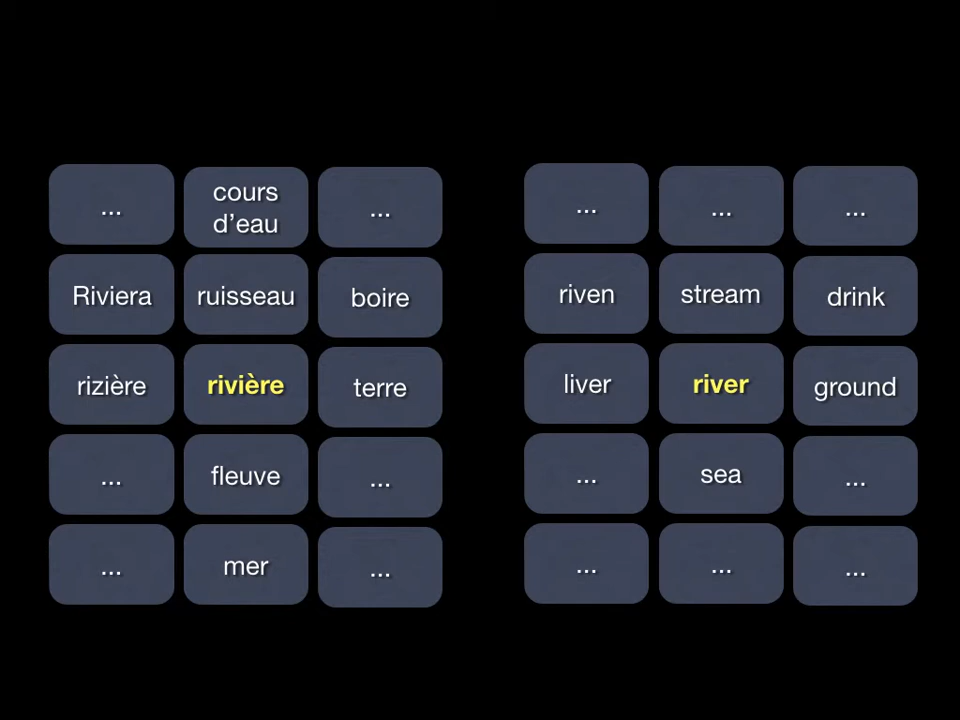 ...
cours
d’eau
...
Riviera
ruisseau
boire
rizière
rivière
terre
...
fleuve
...
...
mer
...
...
...
...
riven
stream
drink
liver
river
ground
...
sea
...
...
...
...